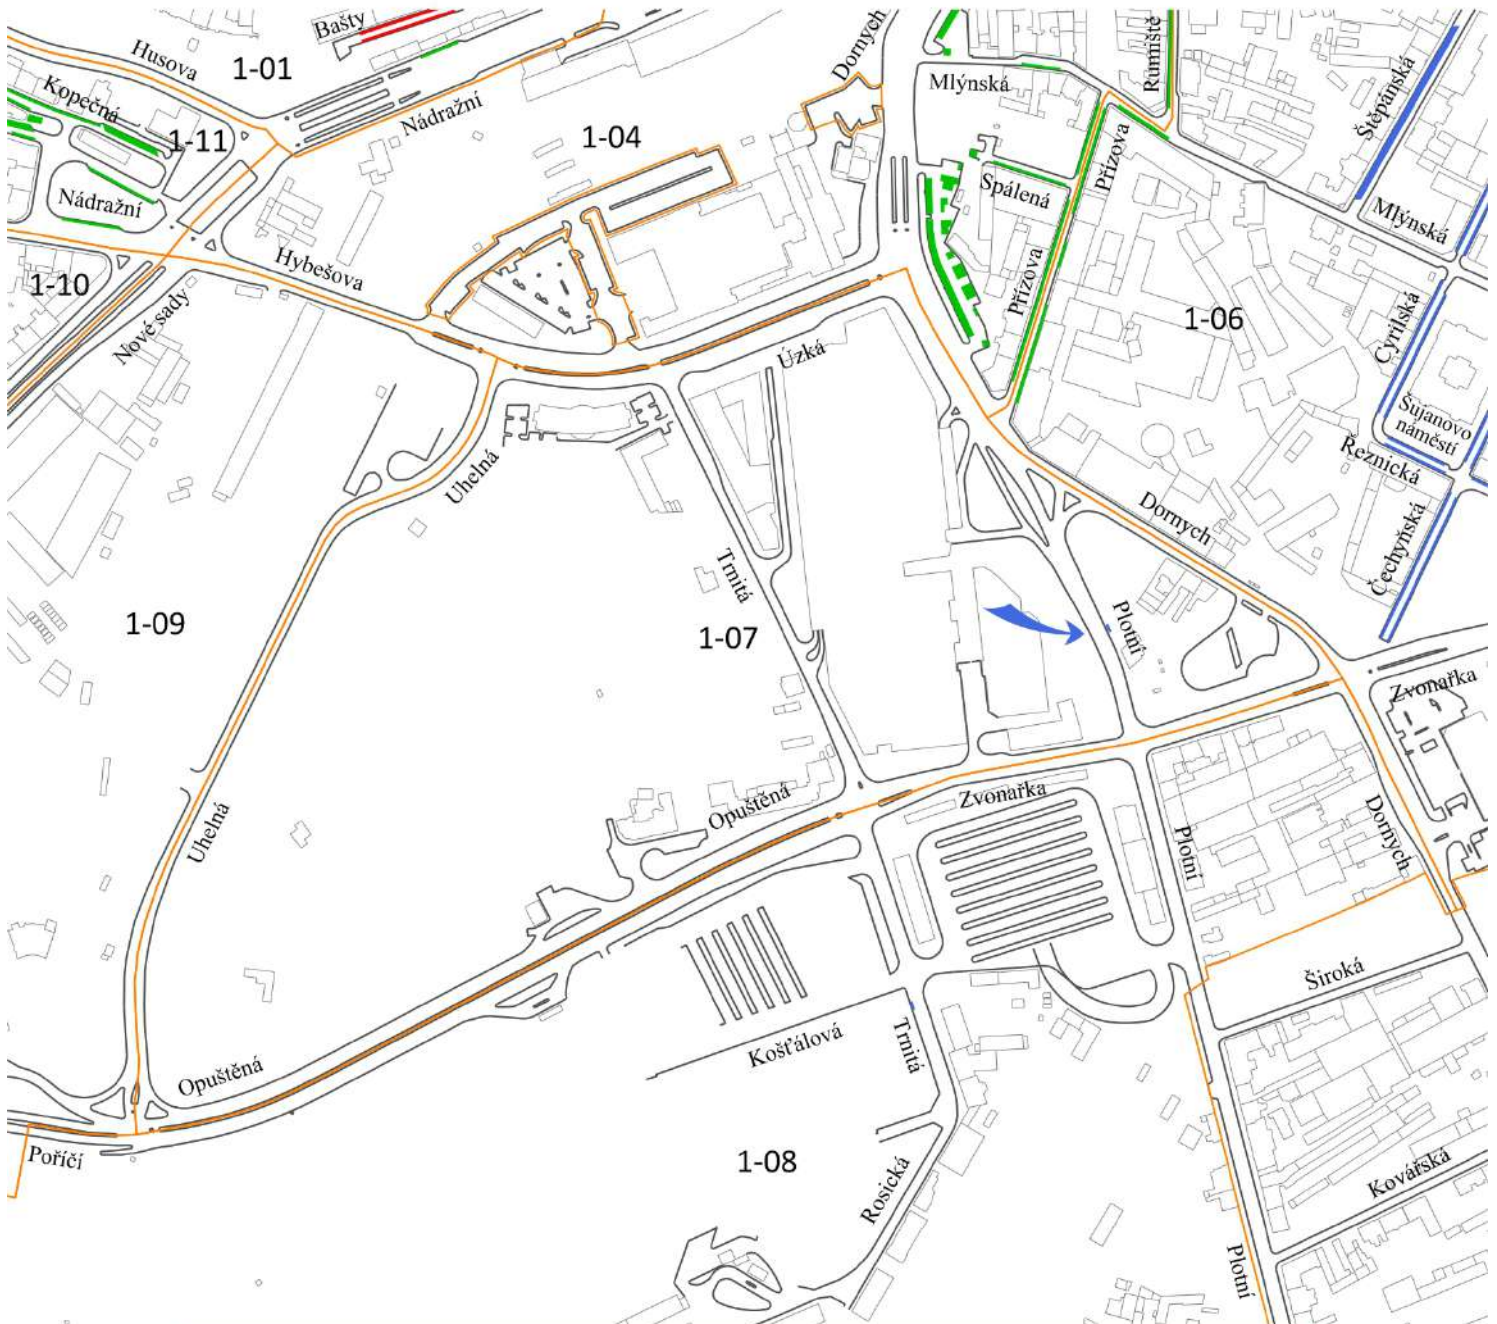 Bašty
Husova
1-01
Dornych
Rumiště
Mlýnská
Štěpánská
Kopečná
Nádražní
1-11
1-04
Přízova
Spálená
Nádražní
Mlýnská
Hybešova
1-10
Přízova
1-06
Cyrilská
Nové sady
Úzká
Šujanovo
náměstí
Řeznická
Uhelná
Dornych
Čechyňská
Trnitá
Plotní
1-09
1-07
Zvonařka
Zvonařka
Opuštěná
Uhelná
Plotní
Dornych
Široká
Košťálová
Trnitá
Opuštěná
Poříčí
1-08
Rosická
Kovářská
Plotní